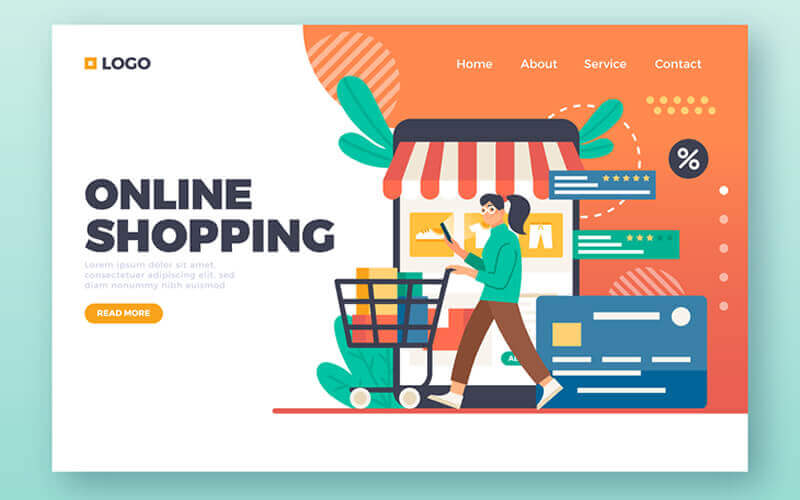 LOGO
Home About Service Contact
%
ONLINE
SHOPPING
Lorem ipsum dolor sit amet,
consectetuer adipiscing elit, sed
diam nonummy nibh euismod
READ MORE